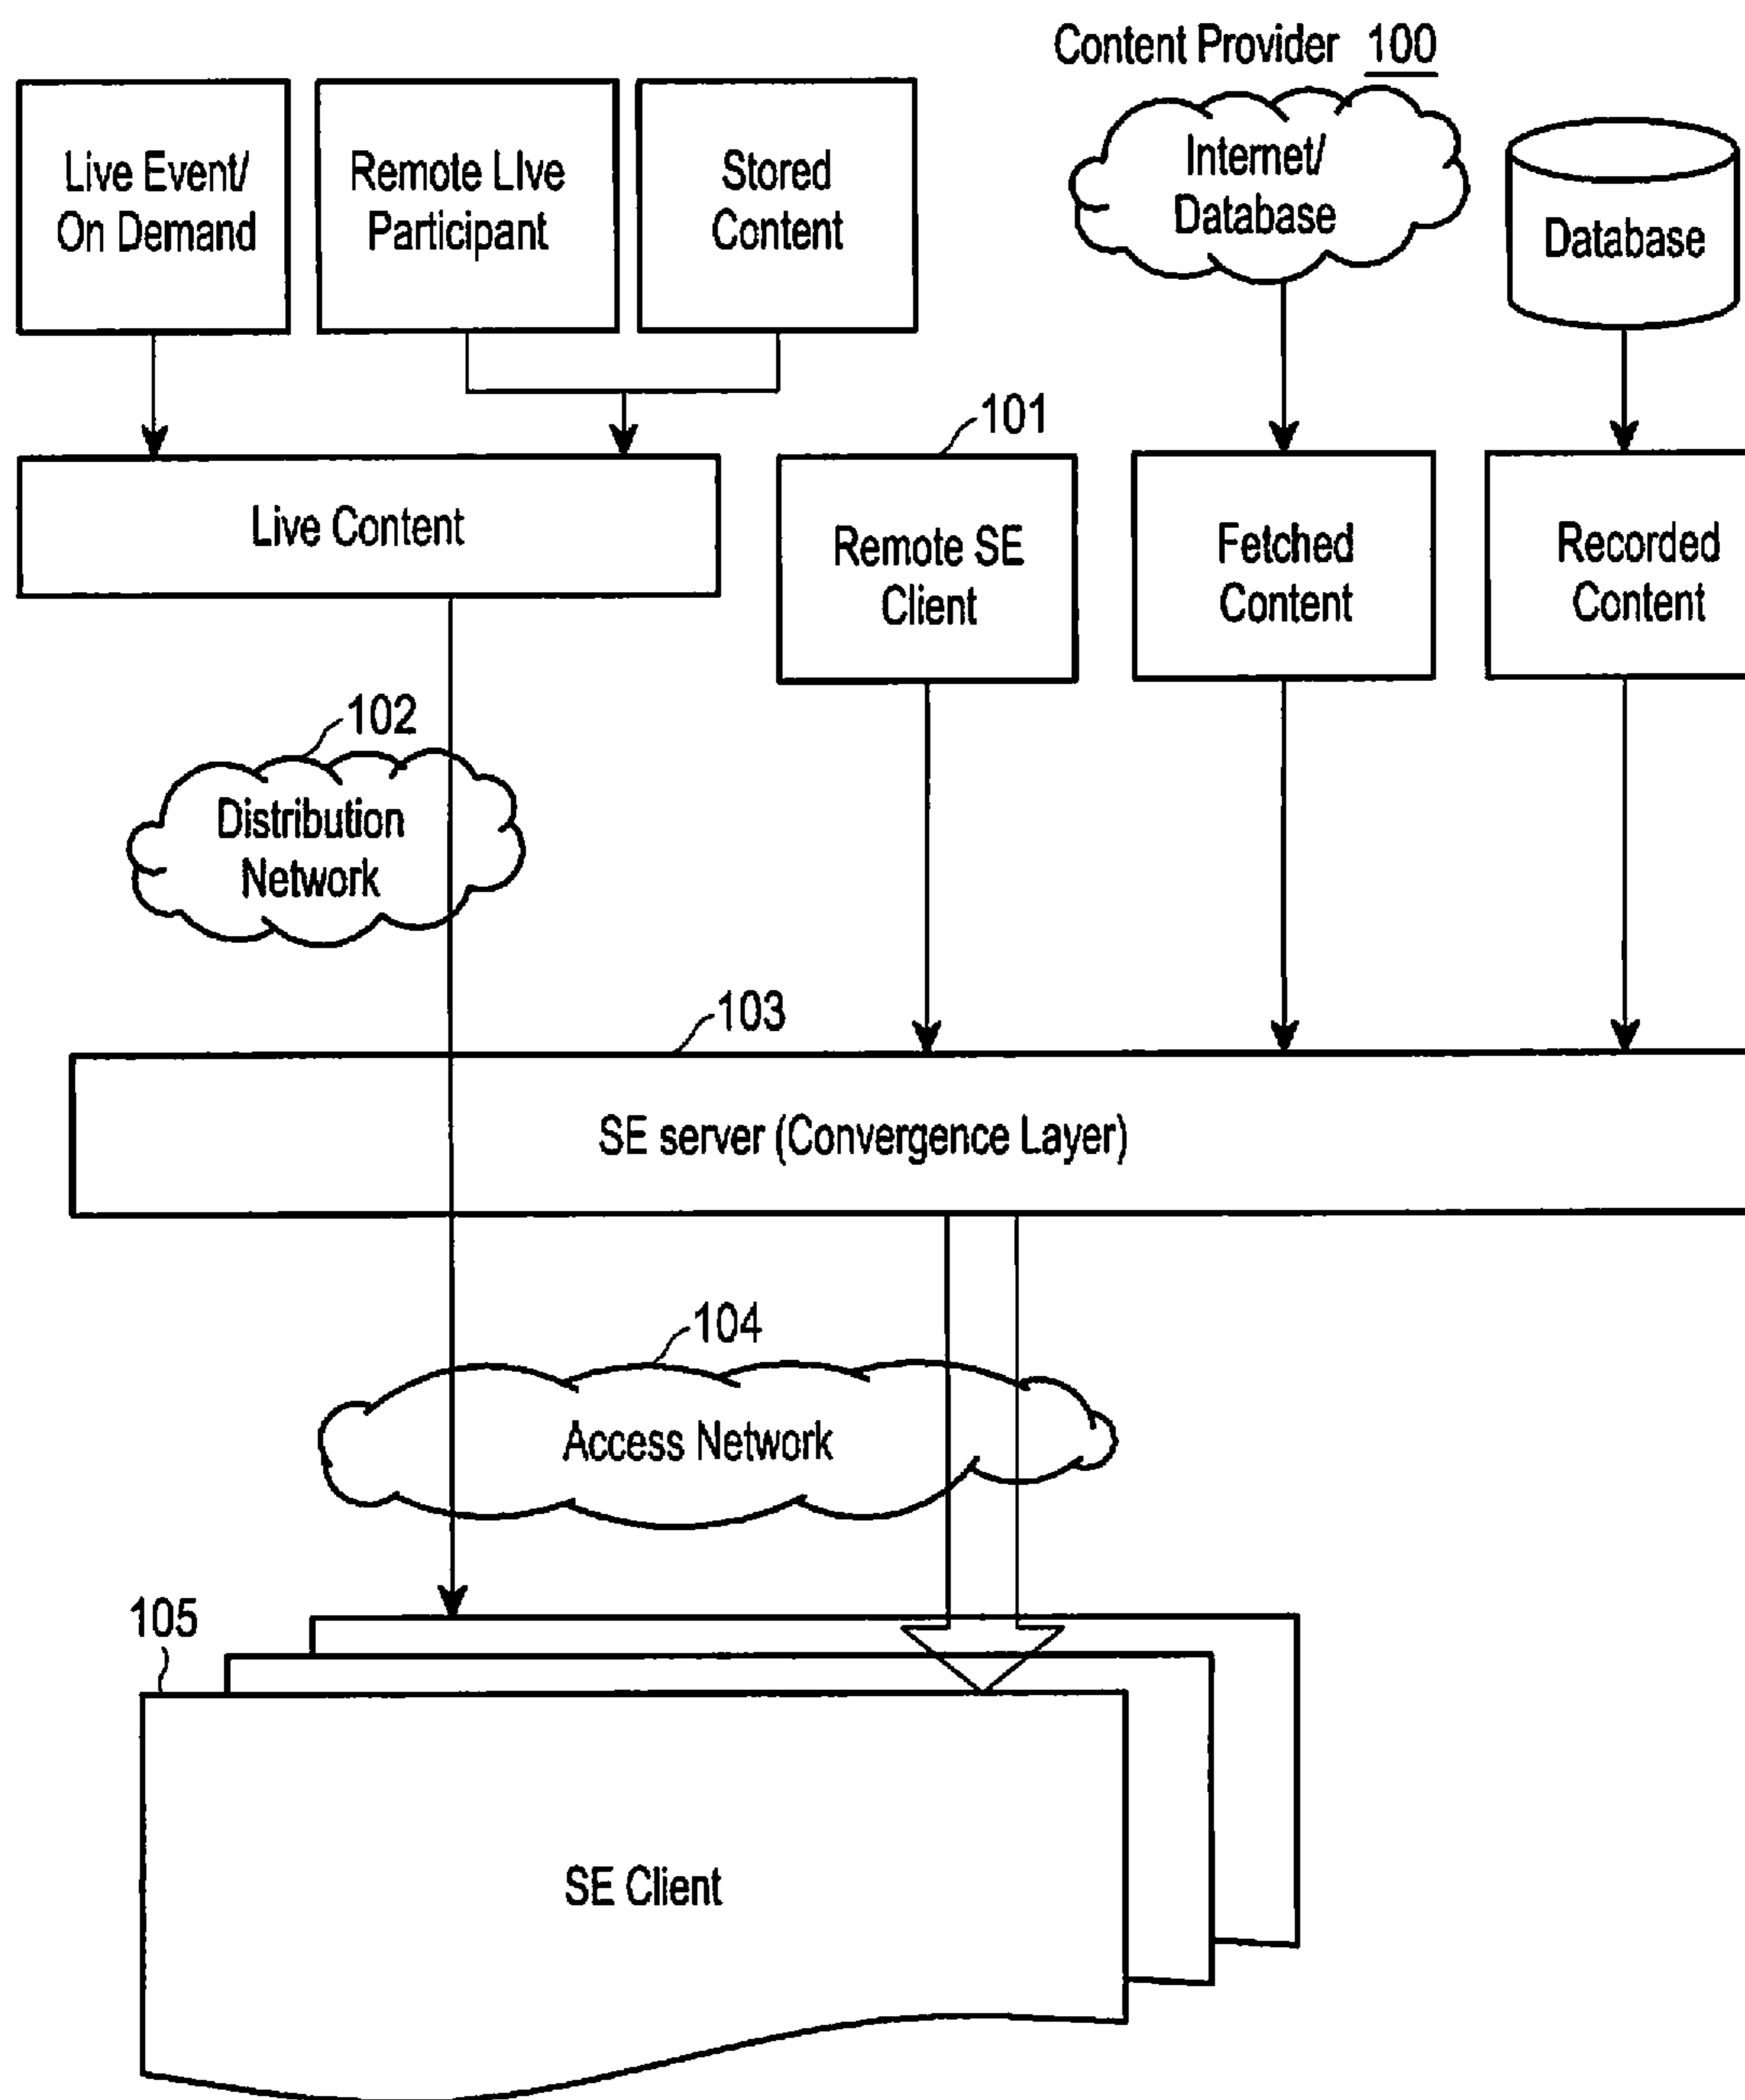 Content Provider 100
Live Event/
On Demand
Remote LIve
Participant
Stored
Content
Internet/
Database
Database
101
Live Content
Remote SE
Client
Fetched
Content
Recorded
Content
102
Distribution
Network
103
SE server (Convergence Layer)
104
Access Network
105
SE Client